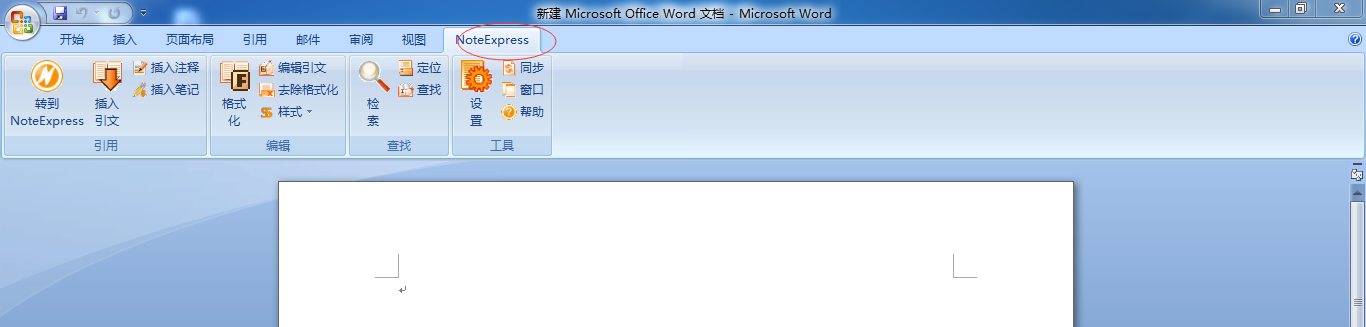 新建 Microsoft Office Word 文档 - Microsoft Word
开始 插入 页面布局 引用 邮件 审阅 视图 NoteExpress
转到
NoteExpress
插入
引文
插入注释
插入笔记
引用
格式
化
编辑引文
去除格式化
样式
编辑
检
索
定位
查找
查找
设
置
同步
窗口
帮助
工具